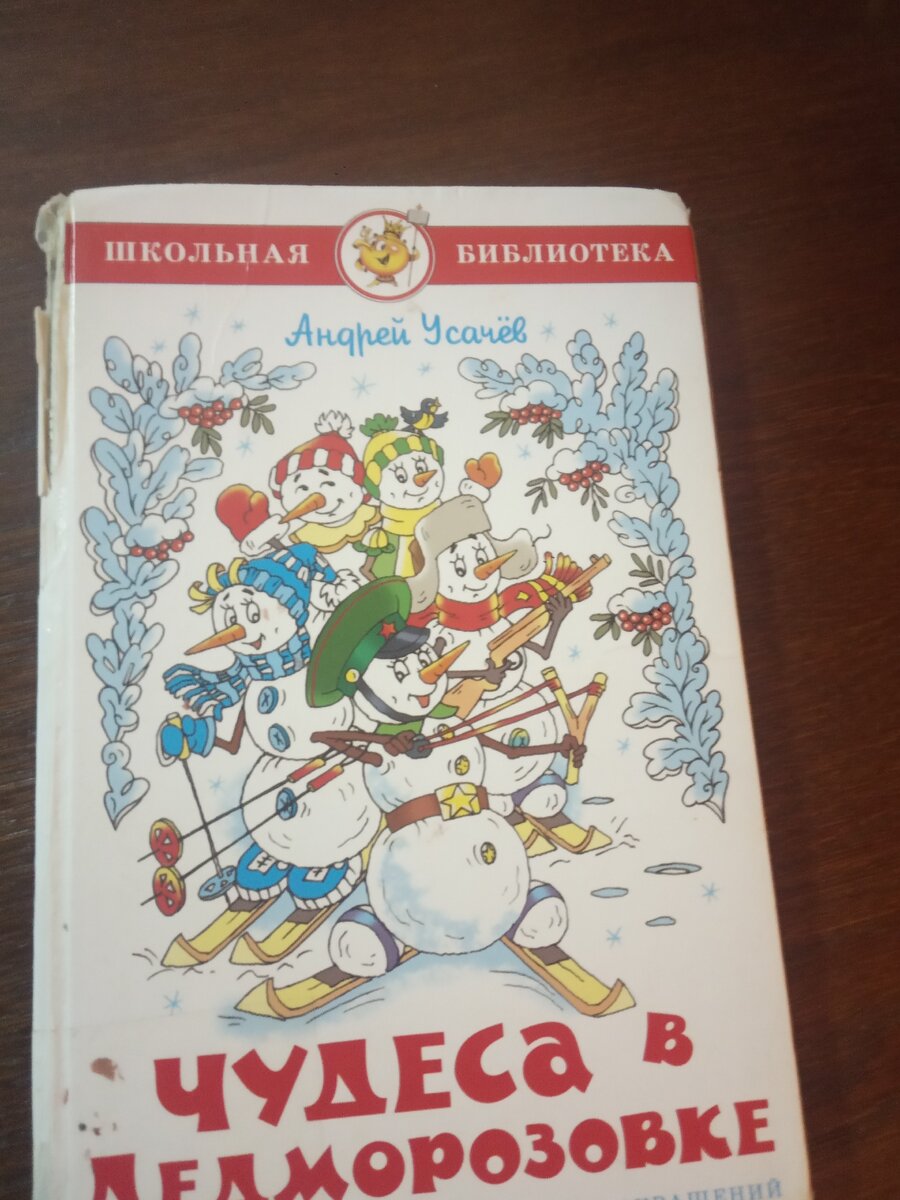 ШКОЛЬНАЯ БИБЛИОТЕКА
Андрей Усачёв
ЧУДЕСА В
ДЕДМОРОЗОВКЕ